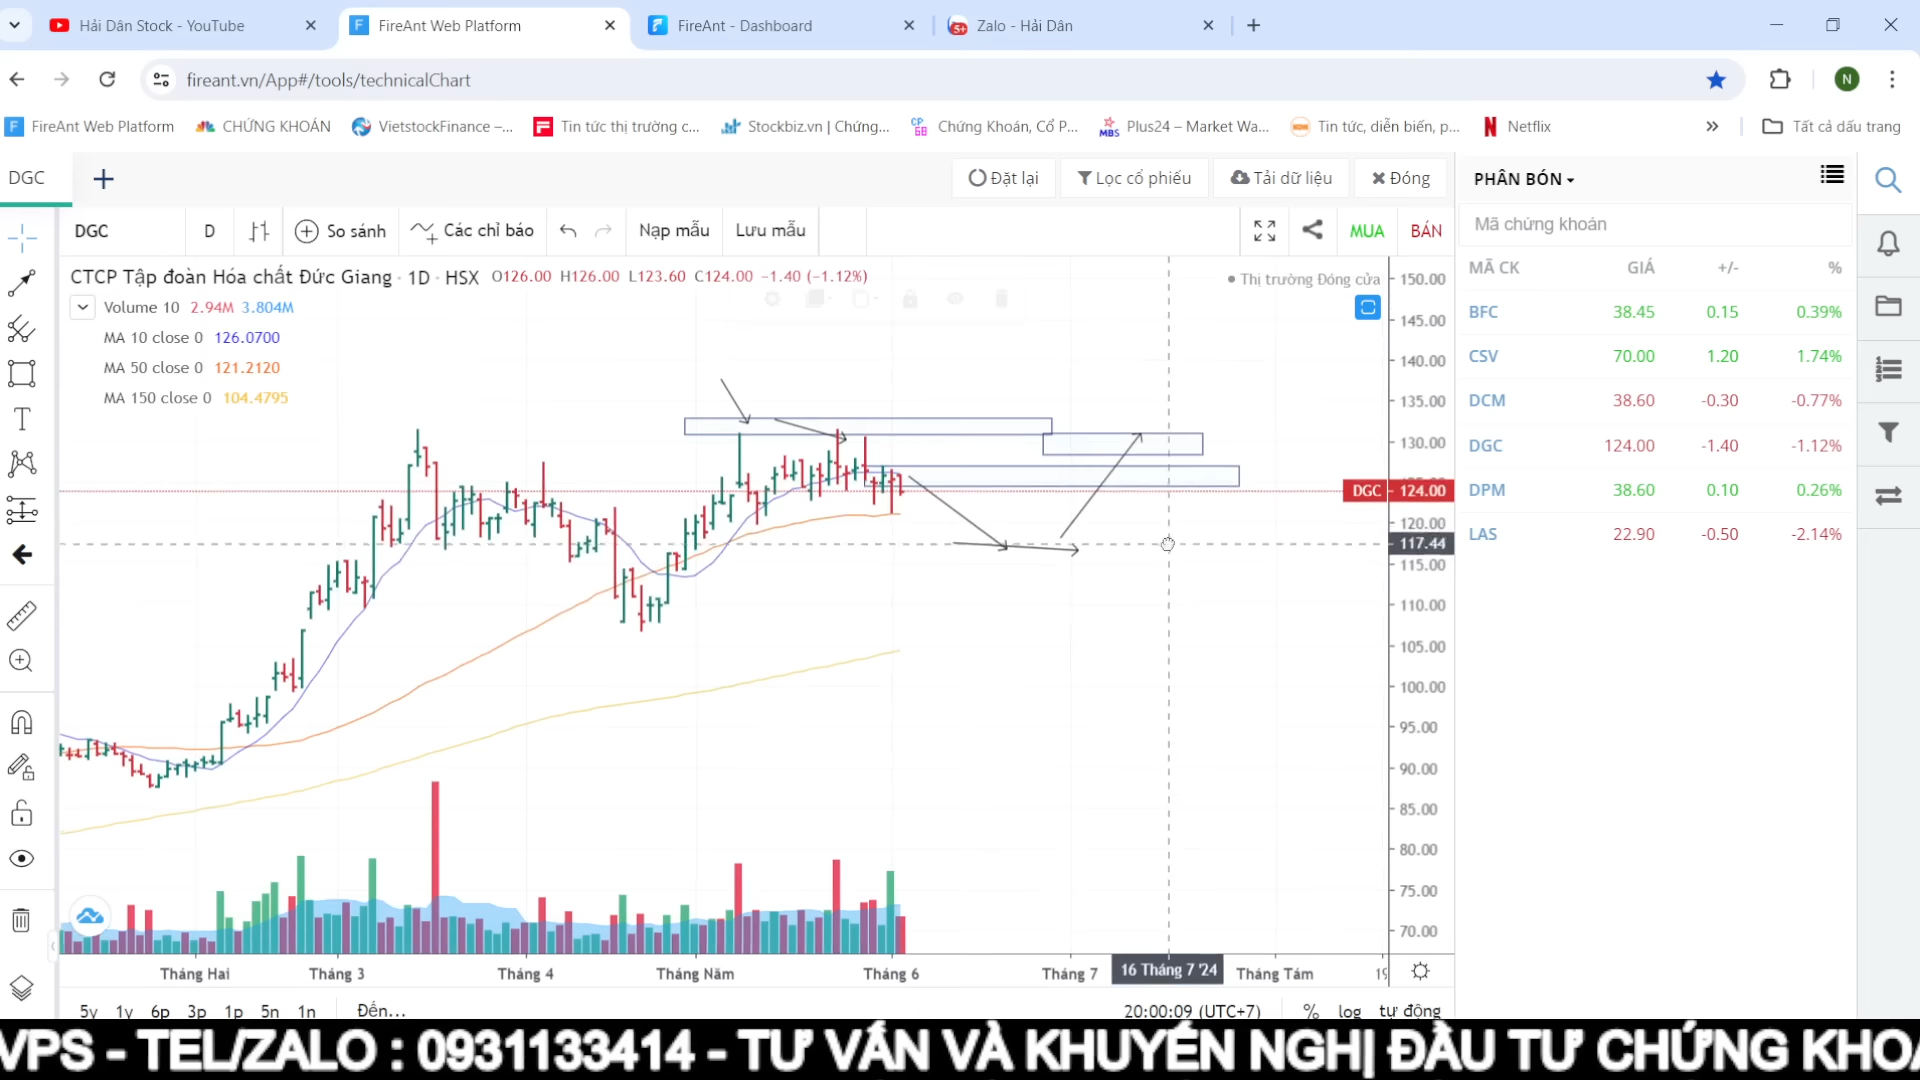 Hải Dân Stock - YouTube
FireAnt Web Platform
FireAnt - Dashboard
Zalo - Hải Dân
fireant.vn/App#/tools/technicalChart
N
FireAnt Web Platform
CHỨNG KHOÁN
VietstockFinance –...
Tin tức thị trường c...
Stockbiz.vn | Chứng...
Chứng Khoán, Cổ P...
MBS
Plus24 – Market Wa...
Tin tức, diễn biến, p...
Netflix
Tất cả dấu trang
DGC
Đặt lại
Lọc cổ phiếu
Tải dữ liệu
Đóng
PHÂN BÓN
DGC
D
So sánh
Các chỉ báo
Nạp mẫu
Lưu mẫu
MUA
BÁN
Mã chứng khoán
CTCP Tập đoàn Hóa chất Đức Giang · 1D · HSX O126.00 H126.00 L123.60 C124.00 −1.40 (−1.12%)
Thị trường Đóng cửa
Volume 10 2.94M 3.804M
MA 10 close 0 126.0700
MA 50 close 0 121.2120
MA 150 close 0 104.4795
150.00
145.00
140.00
135.00
130.00
DGC 124.00
120.00
117.44
115.00
110.00
105.00
100.00
95.00
90.00
85.00
80.00
75.00
70.00
MÃ CK GIÁ +/- %
BFC 38.45 0.15 0.39%
CSV 70.00 1.20 1.74%
DCM 38.60 -0.30 -0.77%
DGC 124.00 -1.40 -1.12%
DPM 38.60 0.10 0.26%
LAS 22.90 -0.50 -2.14%
Tháng Hai Tháng 3 Tháng 4 Tháng Năm Tháng 6 Tháng 7 16 Tháng 7 '24 Tháng Tám
5y 1y 6p 3p 1p 5n 1n Đến...
20:00:09 (UTC+7) % log tự động
VPS - TEL/ZALO : 0931133414 - TƯ VẤN VÀ KHUYẾN NGHỊ ĐẦU TƯ CHỨNG KHOÁ